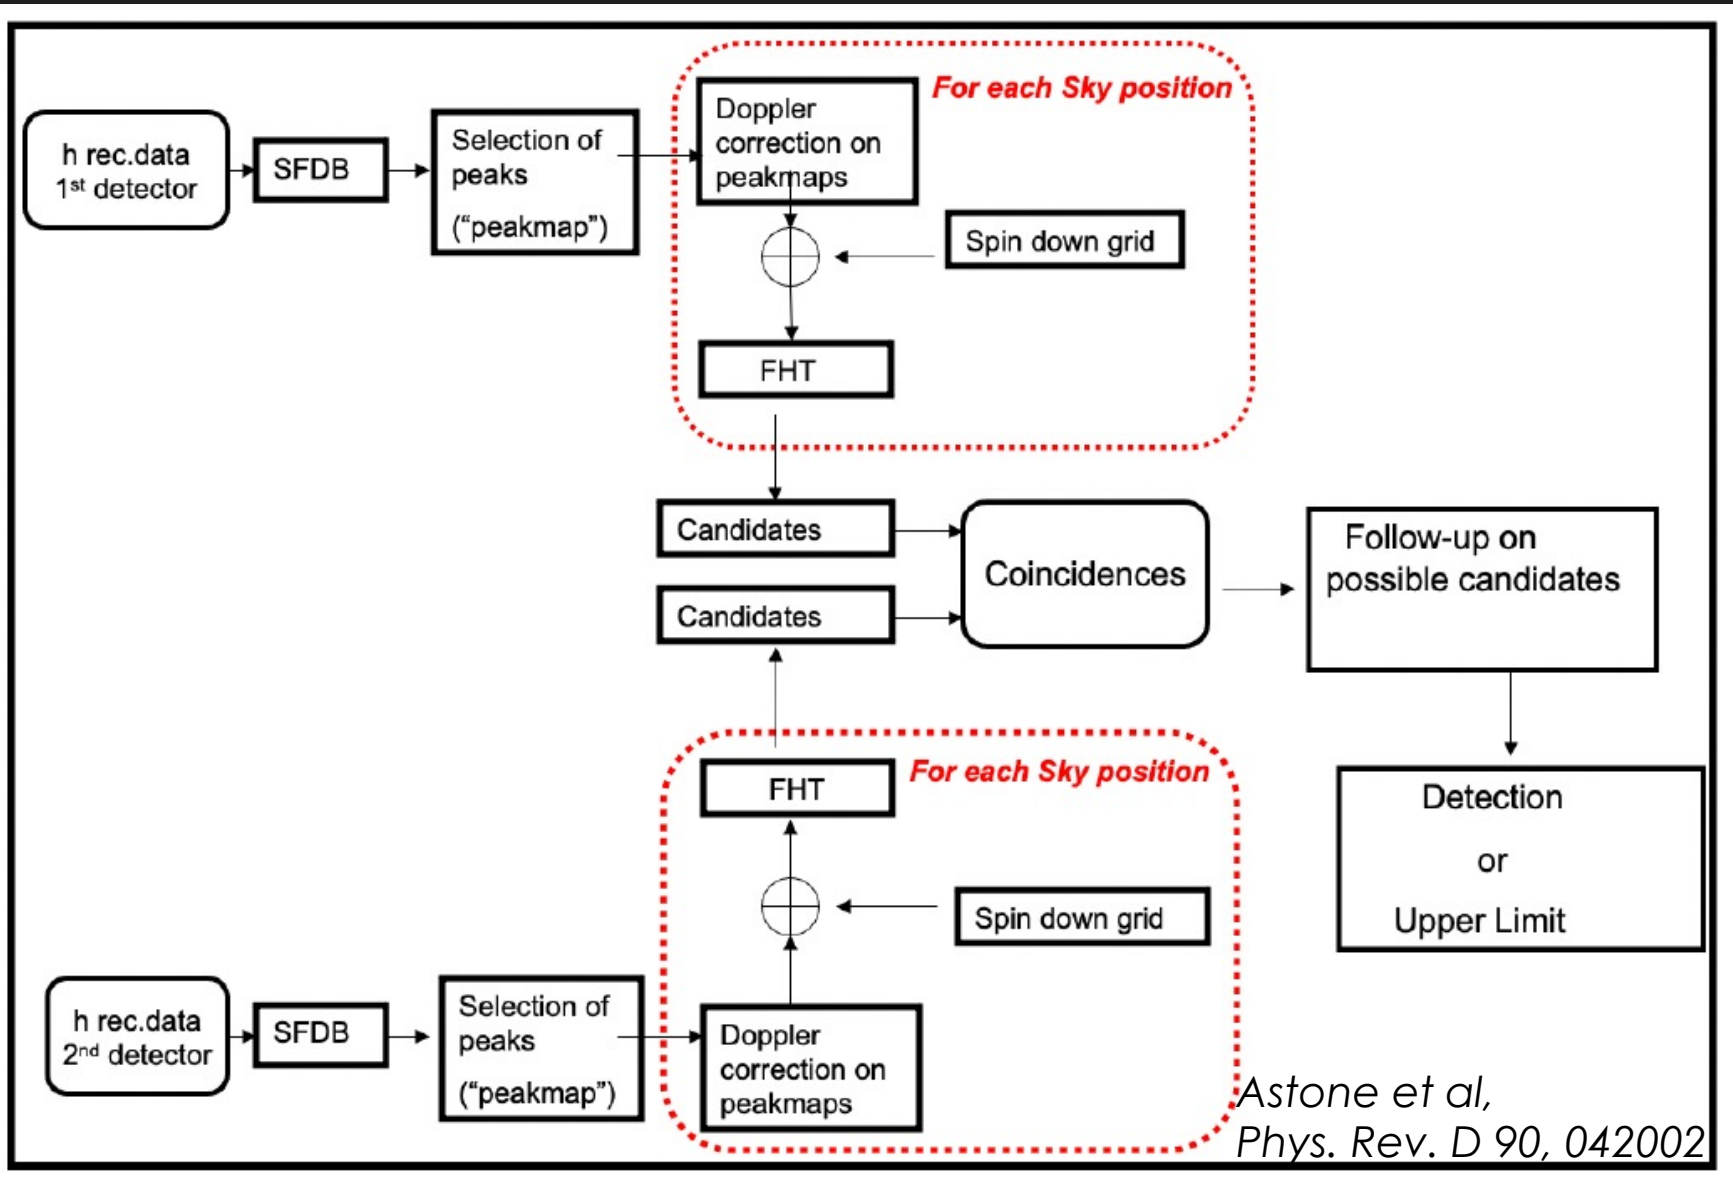 For each Sky position
h rec.data
1st detector
SFDB
Selection of
peaks
(“peakmap”)
Doppler
correction on
peakmaps
Spin down grid
FHT
Candidates
Candidates
Coincidences
Follow-up on
possible candidates
FHT
For each Sky position
Detection
or
Upper Limit
Spin down grid
h rec.data
2nd detector
SFDB
Selection of
peaks
(“peakmap”)
Doppler
correction on
peakmaps
Astone et al,
Phys. Rev. D 90, 042002